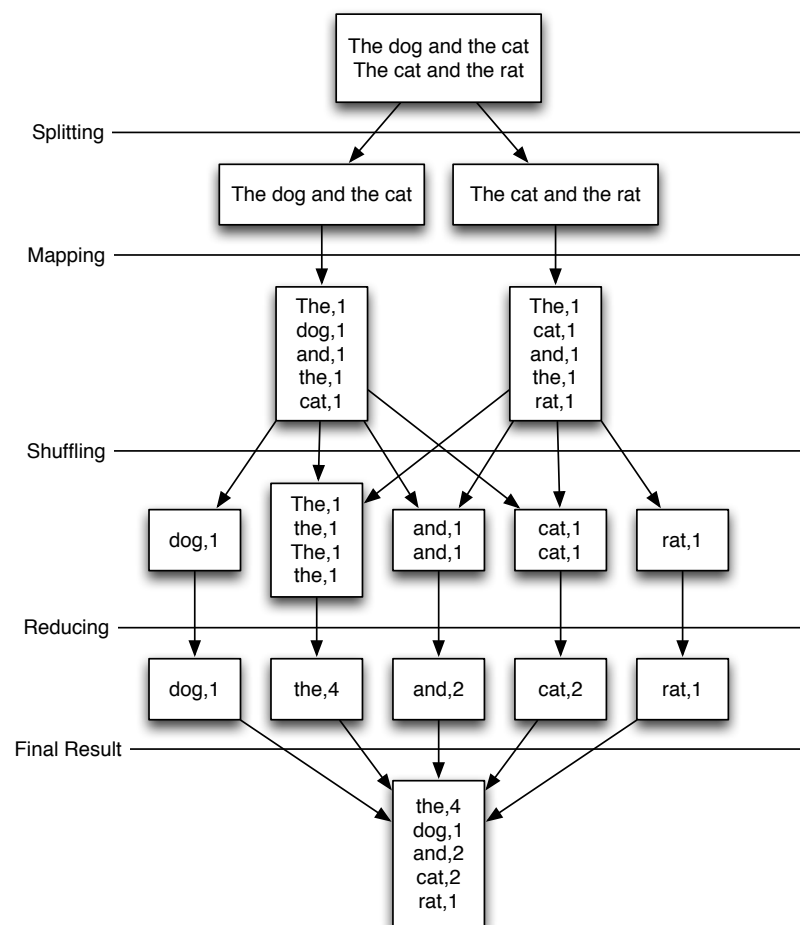 The dog and the cat
The cat and the rat
Splitting
The dog and the cat
The cat and the rat
Mapping
The,1
dog,1
and,1
the,1
cat,1
The,1
cat,1
and,1
the,1
rat,1
Shuffling
dog,1
The,1
the,1
The,1
the,1
and,1
and,1
cat,1
cat,1
rat,1
Reducing
dog,1
the,4
and,2
cat,2
rat,1
Final Result
the,4
dog,1
and,2
cat,2
rat,1